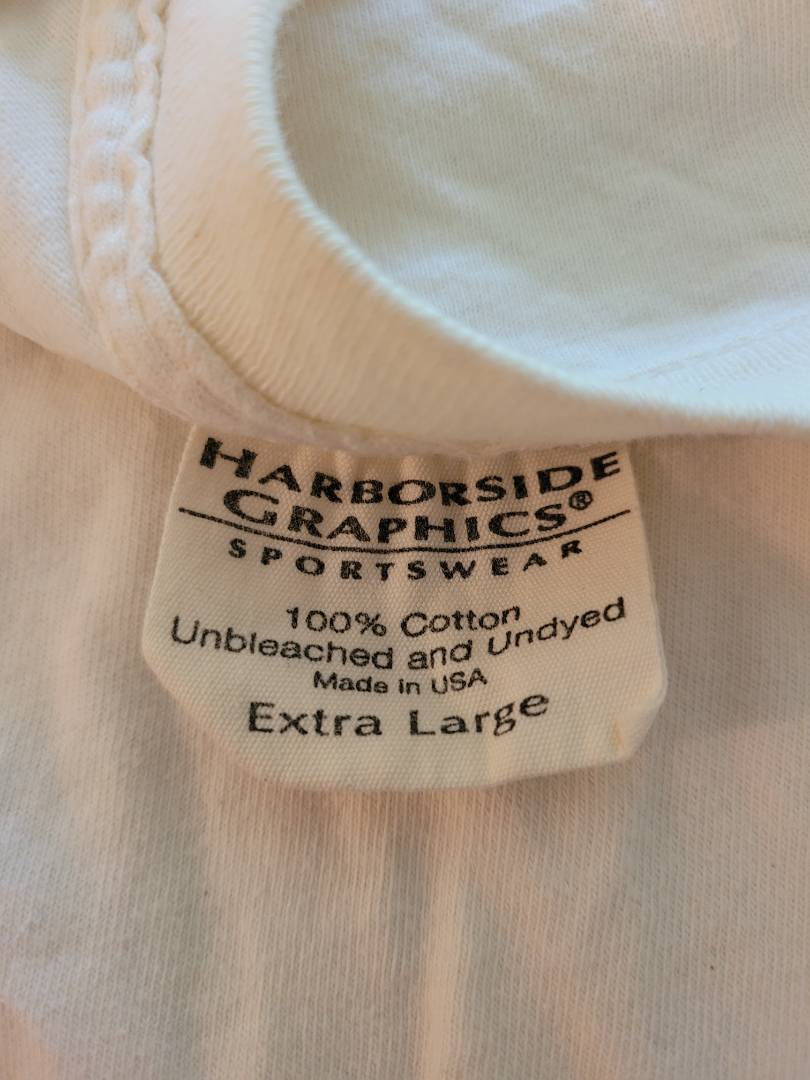 HARBORSIDE
GRAPHICS®
SPORTSWEAR
100% Cotton
Unbleached and Undyed
Made in USA
Extra Large